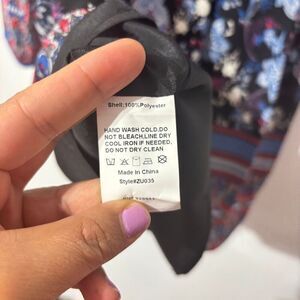 Shell:100%Polyester
HAND WASH COLD.DO
NOT BLEACH.LINE DRY
COOL IRON IF NEEDED.
DO NOT DRY CLEAN
Made In China
Style#ZU035